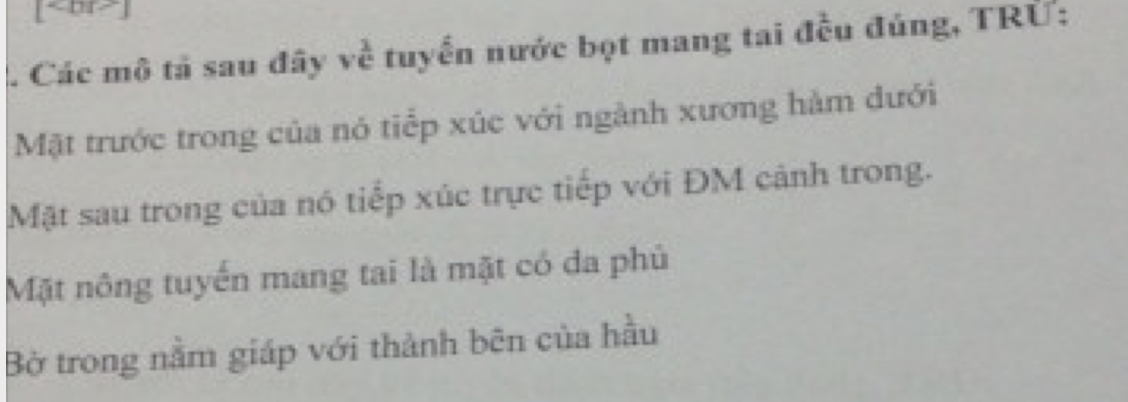 [<br>]
. Các mô tả sau đây về tuyến nước bọt mang tai đều đúng, TRỪ:
Mặt trước trong của nó tiếp xúc với ngành xương hàm dưới
Mặt sau trong của nó tiếp xúc trực tiếp với ĐM cảnh trong.
Mặt nông tuyến mang tai là mặt có da phủ
Bờ trong nằm giáp với thành bên của hầu